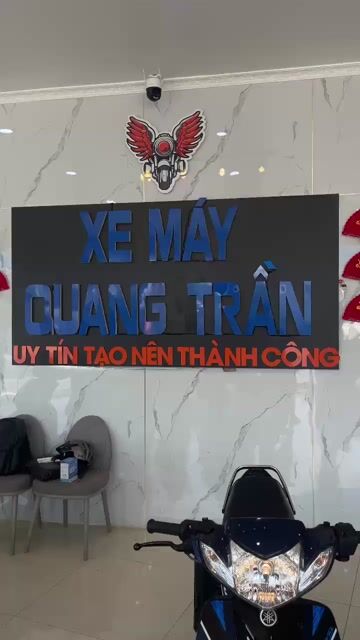 XE MÁY
QUANG TRẦN
UY TÍN TẠO NÊN THÀNH CÔNG